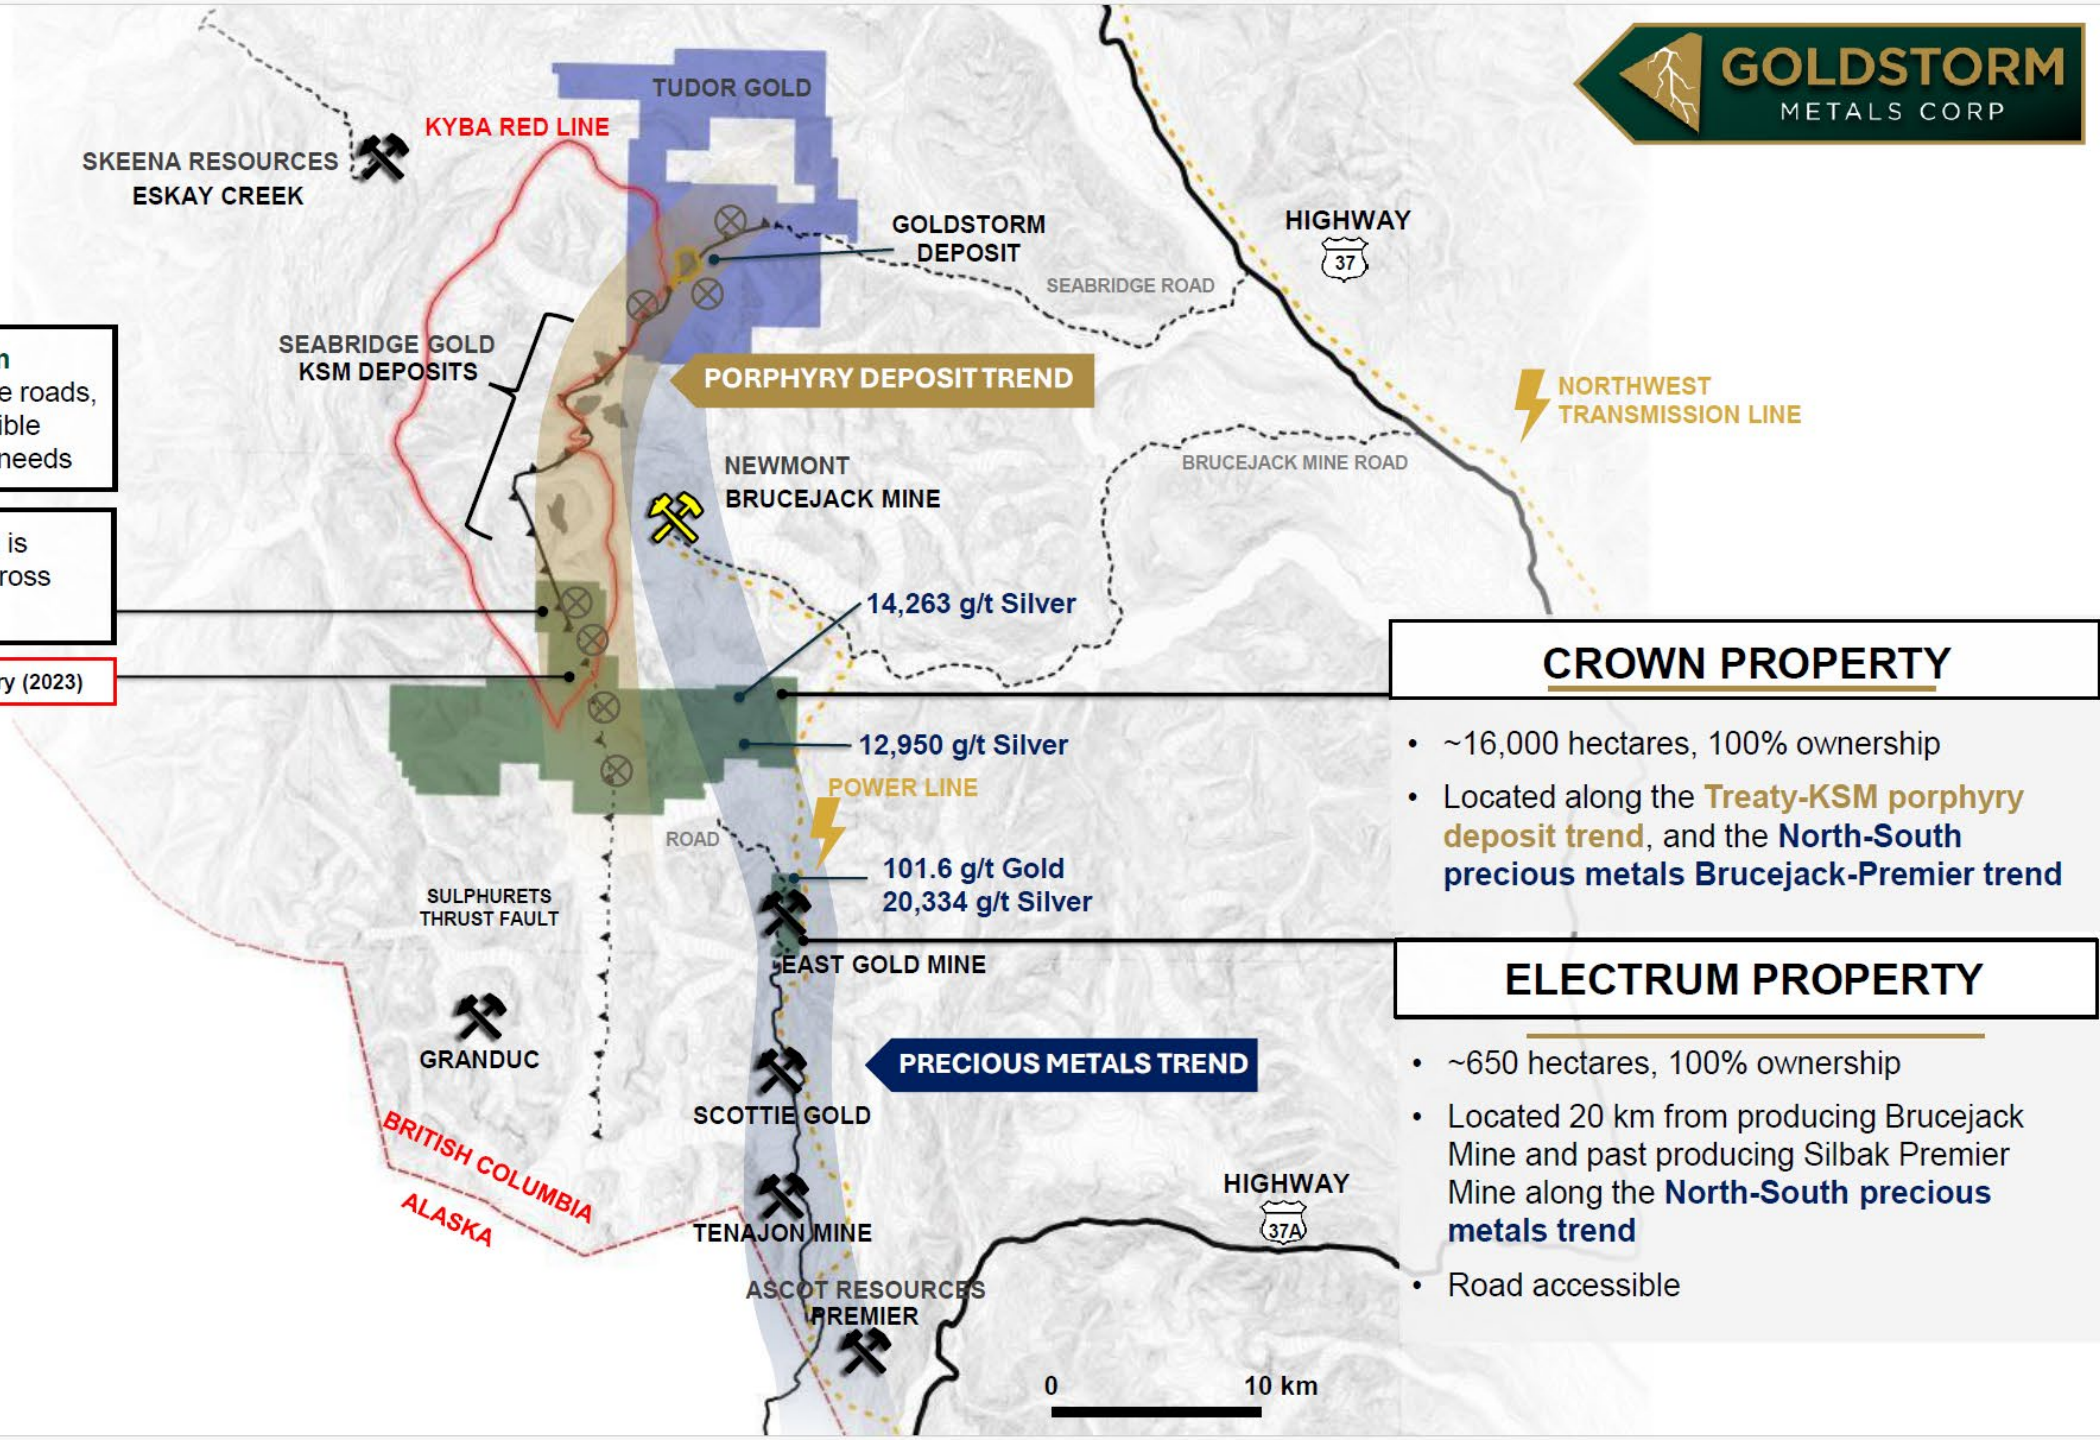 GOLDSTORM
METALS CORP
TUDOR GOLD
KYBA RED LINE
SKEENA RESOURCES
ESKAY CREEK
GOLDSTORM
DEPOSIT
HIGHWAY
37
SEABRIDGE ROAD
SEABRIDGE GOLD
KSM DEPOSITS
PORPHYRY DEPOSIT TREND
NORTHWEST
TRANSMISSION LINE
e roads,
ible
needs
NEWMONT
BRUCEJACK MINE
BRUCEJACK MINE ROAD
is
ross
ry (2023)
14,263 g/t Silver
12,950 g/t Silver
POWER LINE
ROAD
101.6 g/t Gold
20,334 g/t Silver
SULPHURETS
THRUST FAULT
EAST GOLD MINE
GRANDUC
PRECIOUS METALS TREND
SCOTTIE GOLD
BRITISH COLUMBIA
ALASKA
TENAJON MINE
HIGHWAY
37A
ASCOT RESOURCES
PREMIER
0 10 km
CROWN PROPERTY
• ~16,000 hectares, 100% ownership
• Located along the Treaty-KSM porphyry
deposit trend, and the North-South
precious metals Brucejack-Premier trend
ELECTRUM PROPERTY
• ~650 hectares, 100% ownership
• Located 20 km from producing Brucejack
Mine and past producing Silbak Premier
Mine along the North-South precious
metals trend
• Road accessible